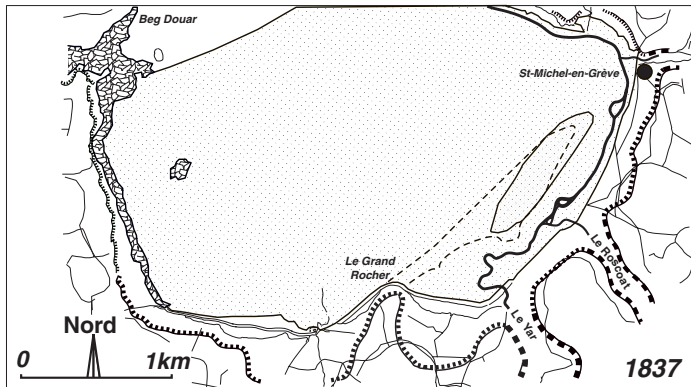 Beg Douar
St-Michel-en-Grève
Le Grand
Rocher
Le Roscoat
Le Yar
Nord
0 1km
1837